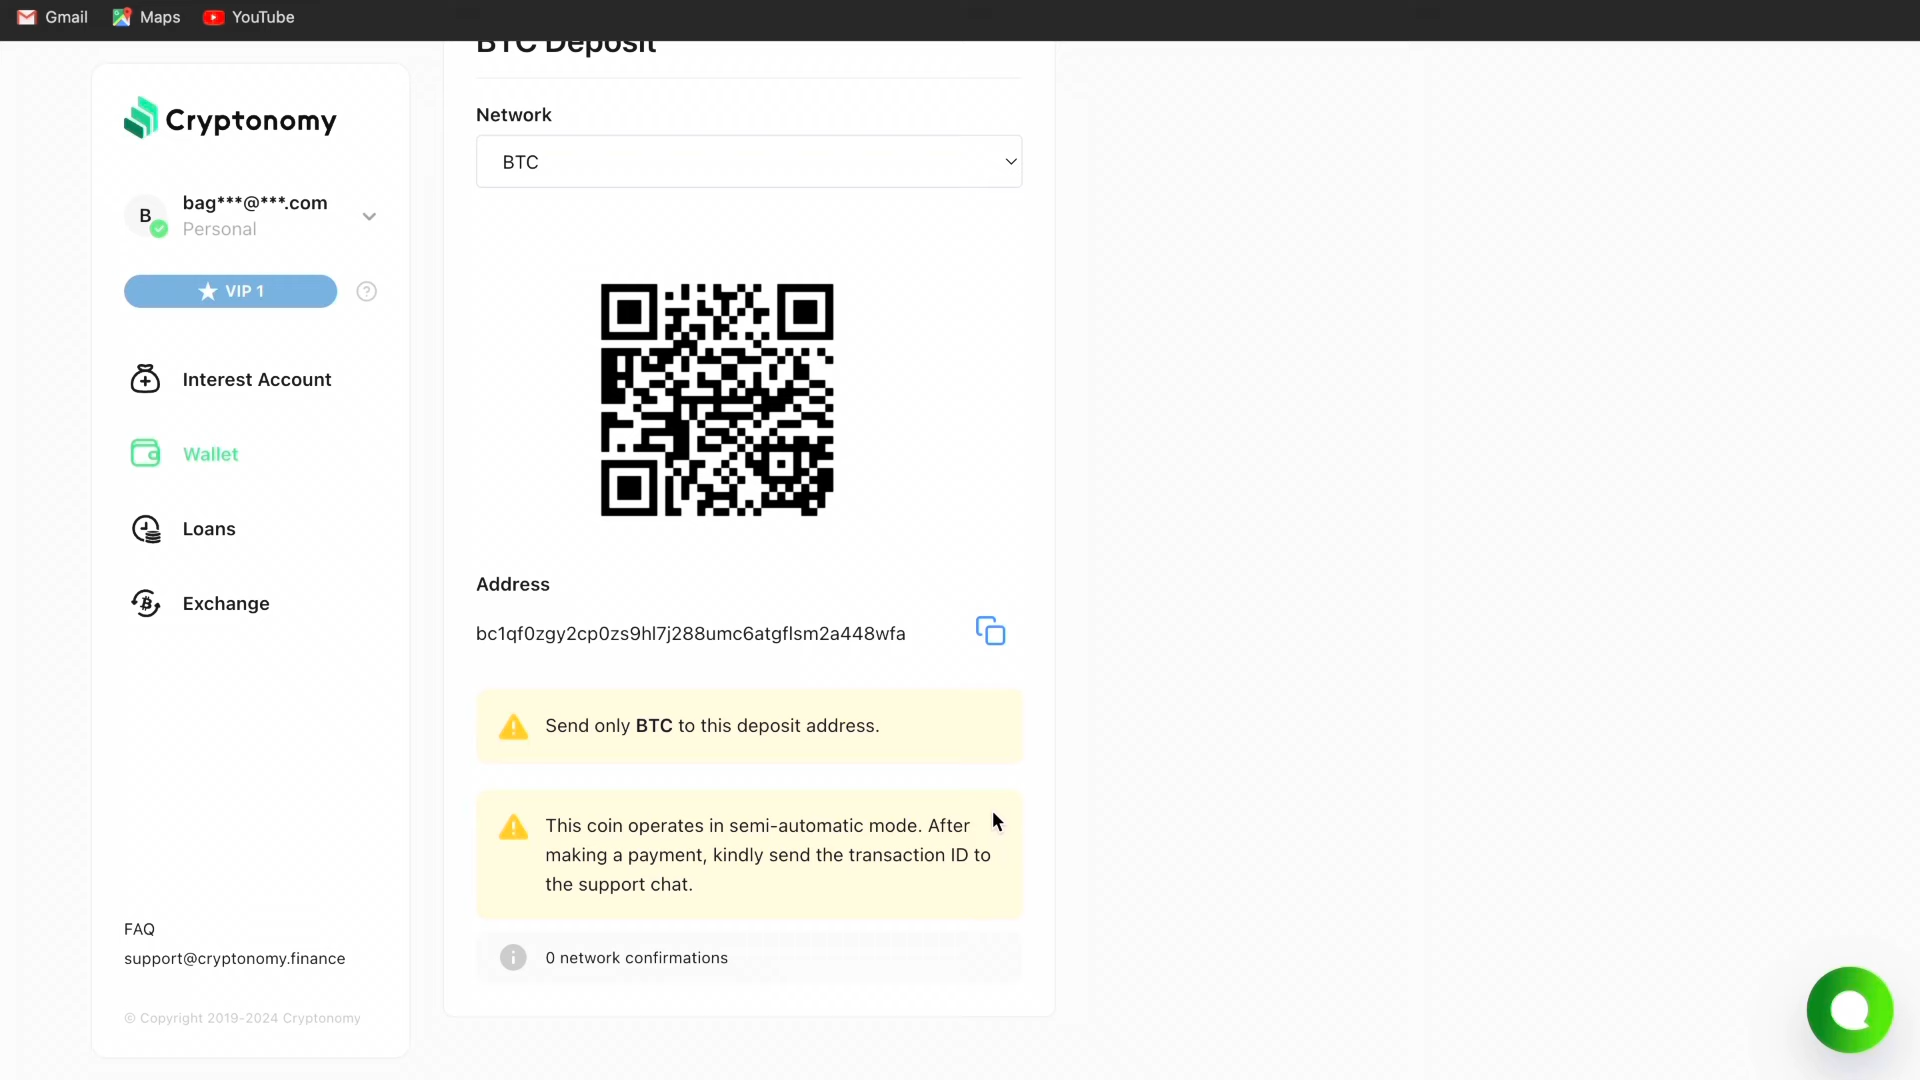 Gmail
Maps
YouTube
Cryptonomy
B
bag***@***.com
Personal
VIP 1
?
Interest Account
Wallet
Loans
Exchange
FAQ
support@cryptonomy.finance
© Copyright 2019-2024 Cryptonomy
BTC Deposit
Network
BTC
Address
bc1qf0zgy2cp0zs9hl7j288umc6atgflsm2a448wfa
Send only BTC to this deposit address.
This coin operates in semi-automatic mode. After
making a payment, kindly send the transaction ID to
the support chat.
0 network confirmations